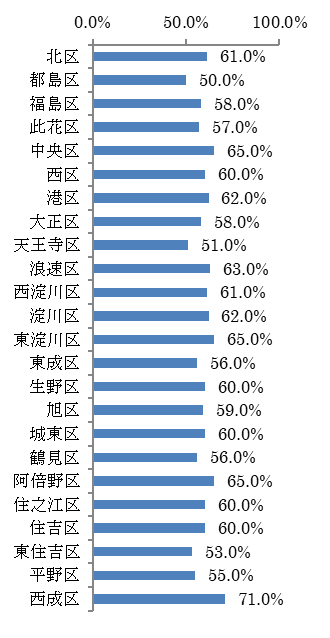 0.0% 50.0% 100.0%
北区 61.0%
都島区 50.0%
福島区 58.0%
此花区 57.0%
中央区 65.0%
西区 60.0%
港区 62.0%
大正区 58.0%
天王寺区 51.0%
浪速区 63.0%
西淀川区 61.0%
淀川区 62.0%
東淀川区 65.0%
東成区 56.0%
生野区 60.0%
旭区 59.0%
城東区 60.0%
鶴見区 56.0%
阿倍野区 65.0%
住之江区 60.0%
住吉区 60.0%
東住吉区 53.0%
平野区 55.0%
西成区 71.0%